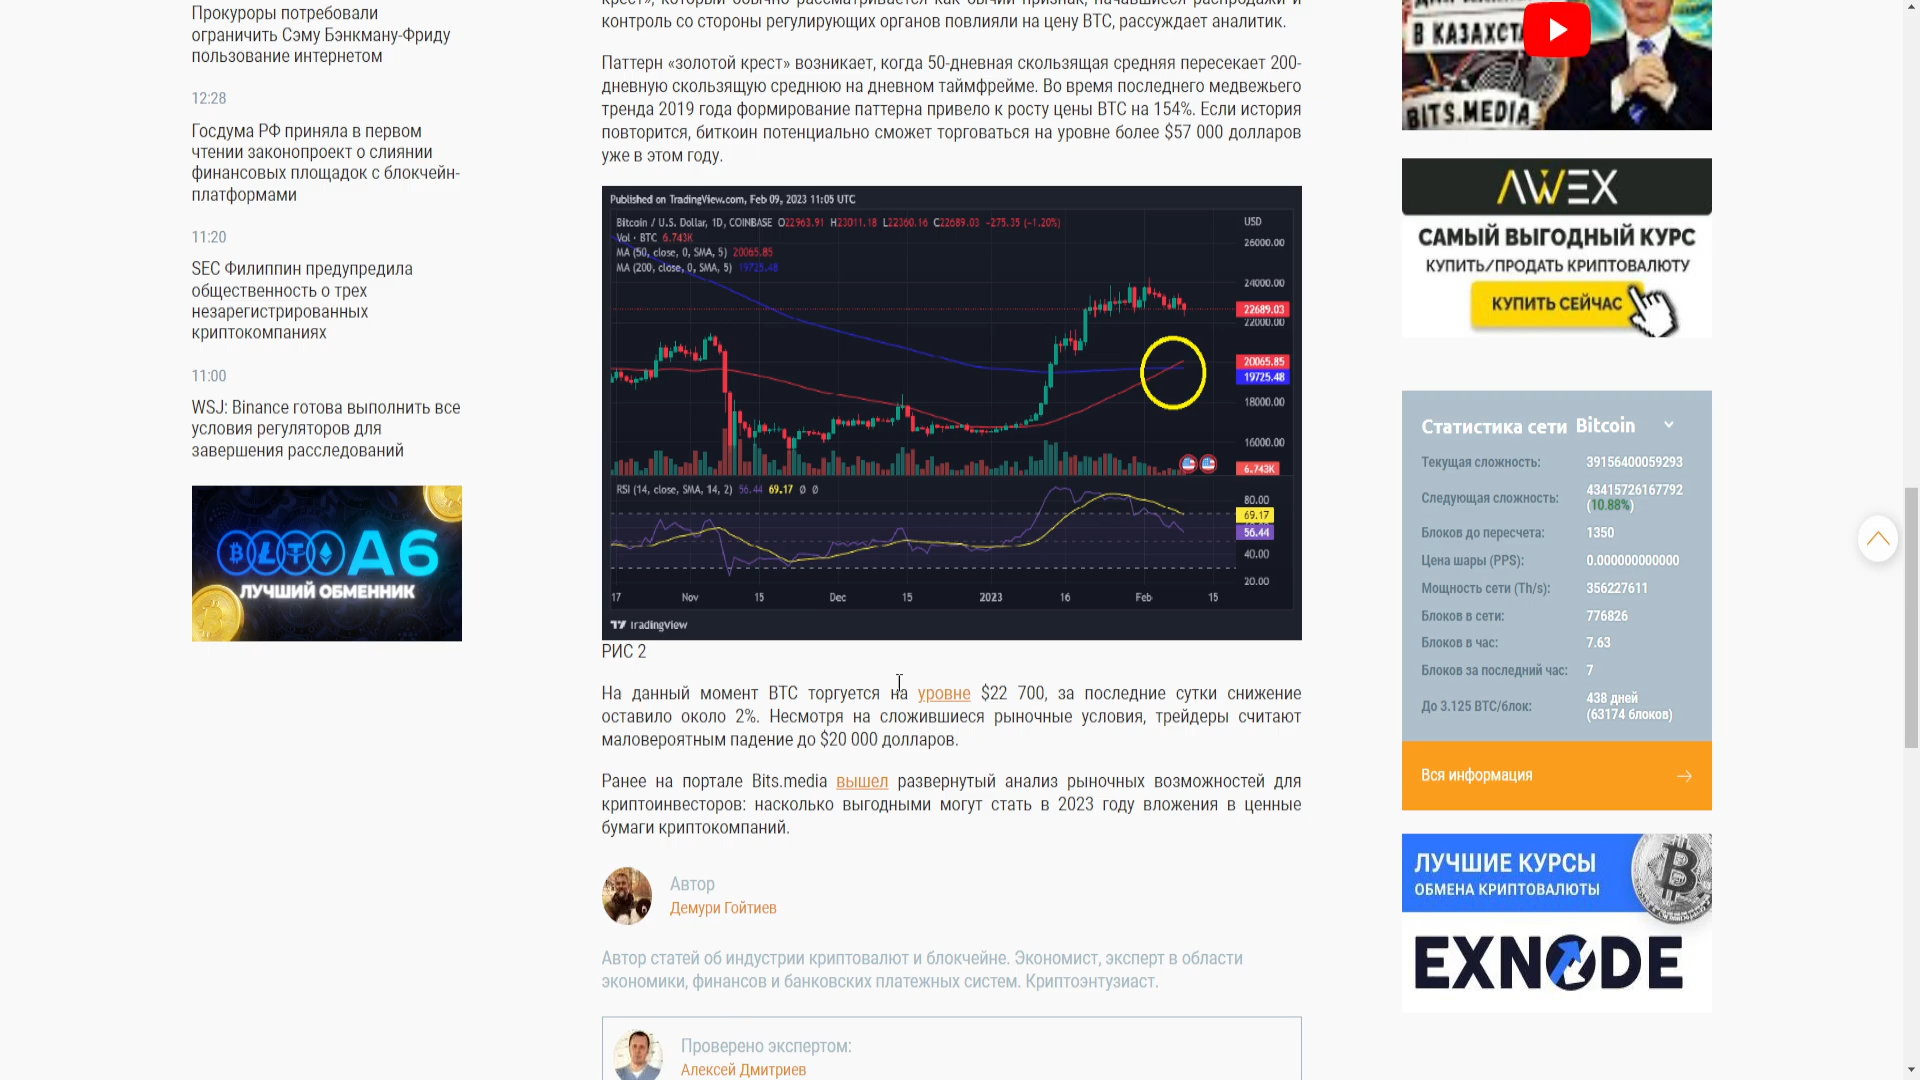 Прокуроры потребовали
ограничить Сэму Бэнкману-Фриду
пользование интернетом
12:28
Госдума РФ приняла в первом
чтении законопроект о слиянии
финансовых площадок с блокчейн-
платформами
11:20
SEC Филиппин предупредила
общественность о трех
незарегистрированных
криптокомпаниях
11:00
WSJ: Binance готова выполнить все
условия регуляторов для
завершения расследований
A6
ЛУЧШИЙ ОБМЕННИК
контроль со стороны регулирующих органов повлияли на цену BTC, рассуждает аналитик.
Паттерн «золотой крест» возникает, когда 50-дневная скользящая средняя пересекает 200-
дневную скользящую среднюю на дневном таймфрейме. Во время последнего медвежьего
тренда 2019 года формирование паттерна привело к росту цены BTC на 154%. Если история
повторится, биткоин потенциально сможет торговаться на уровне более $57 000 долларов
уже в этом году.
Published on TradingView.com, Feb 09, 2023 11:05 UTC
Bitcoin / U.S. Dollar, 1D, COINBASE O22963.91 H23011.18 L22360.16 C22689.03 -275.35 (-1.20%)
Vol · BTC 6.743K
MA (50, close, 0, SMA, 5) 20065.85
MA (200, close, 0, SMA, 5) 19725.48
USD
26000.00
24000.00
22689.03
22000.00
20065.85
19725.48
18000.00
16000.00
6.743K
RSI (14, close, SMA, 14, 2) 56.44 69.17 Ø Ø
80.00
69.17
56.44
40.00
20.00
17 Nov 15 Dec 15 2023 16 Feb 15
TradingView
РИС 2
На данный момент BTC торгуется на уровне $22 700, за последние сутки снижение
оставило около 2%. Несмотря на сложившиеся рыночные условия, трейдеры считают
маловероятным падение до $20 000 долларов.
Ранее на портале Bits.media вышел развернутый анализ рыночных возможностей для
криптоинвесторов: насколько выгодными могут стать в 2023 году вложения в ценные
бумаги криптокомпаний.
Автор
Демури Гойтиев
Автор статей об индустрии криптовалют и блокчейне. Экономист, эксперт в области
экономики, финансов и банковских платежных систем. Криптоэнтузиаст.
Проверено экспертом:
Алексей Дмитриев
В КАЗАХСТА
BITS.MEDIA
AWEX
САМЫЙ ВЫГОДНЫЙ КУРС
КУПИТЬ/ПРОДАТЬ КРИПТОВАЛЮТУ
КУПИТЬ СЕЙЧАС
Статистика сети Bitcoin
Текущая сложность: 39156400059293
Следующая сложность: 43415726167792
(10.88%)
Блоков до пересчета: 1350
Цена шары (PPS): 0.000000000000
Мощность сети (Th/s): 356227611
Блоков в сети: 776826
Блоков в час: 7.63
Блоков за последний час: 7
До 3.125 BTC/блок: 438 дней
(63174 блоков)
Вся информация
ЛУЧШИЕ КУРСЫ
ОБМЕНА КРИПТОВАЛЮТЫ
EXNODE